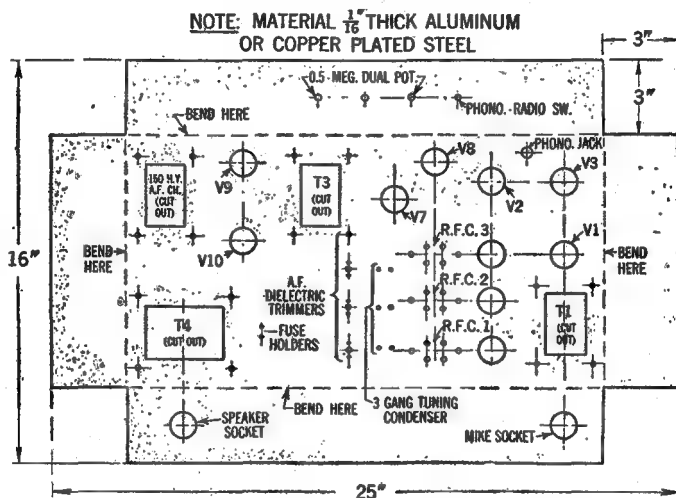 NOTE: MATERIAL 1/16" THICK ALUMINUM
OR COPPER PLATED STEEL
3"
3"
0.5-MEG. DUAL POT
PHONO.-RADIO SW.
BEND HERE
PHONO. JACK
150 H.Y.
A.F. CH.
(CUT
OUT)
V9
T3
(CUT
OUT)
V8
V7
V2
V3
16"
BEND
HERE
V10
R.F.C. 3
V1
BEND
HERE
A.F.
DIELECTRIC
TRIMMERS
R.F.C. 2
T4
(CUT OUT)
FUSE
HOLDERS
R.F.C. 1
T1
(CUT
OUT)
BEND HERE
3 GANG TUNING
CONDENSER
SPEAKER
SOCKET
MIKE SOCKET
25"